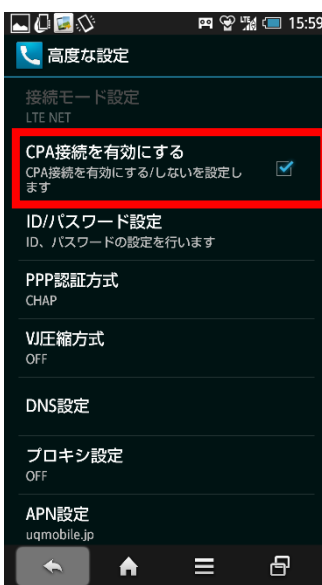 15:59
高度な設定
接続モード設定
LTE NET
CPA接続を有効にする
CPA接続を有効にする/しないを設定し
ます
ID/パスワード設定
ID、パスワードの設定を行います
PPP認証方式
CHAP
VJ圧縮方式
OFF
DNS設定
プロキシ設定
OFF
APN設定
uqmobile.jp